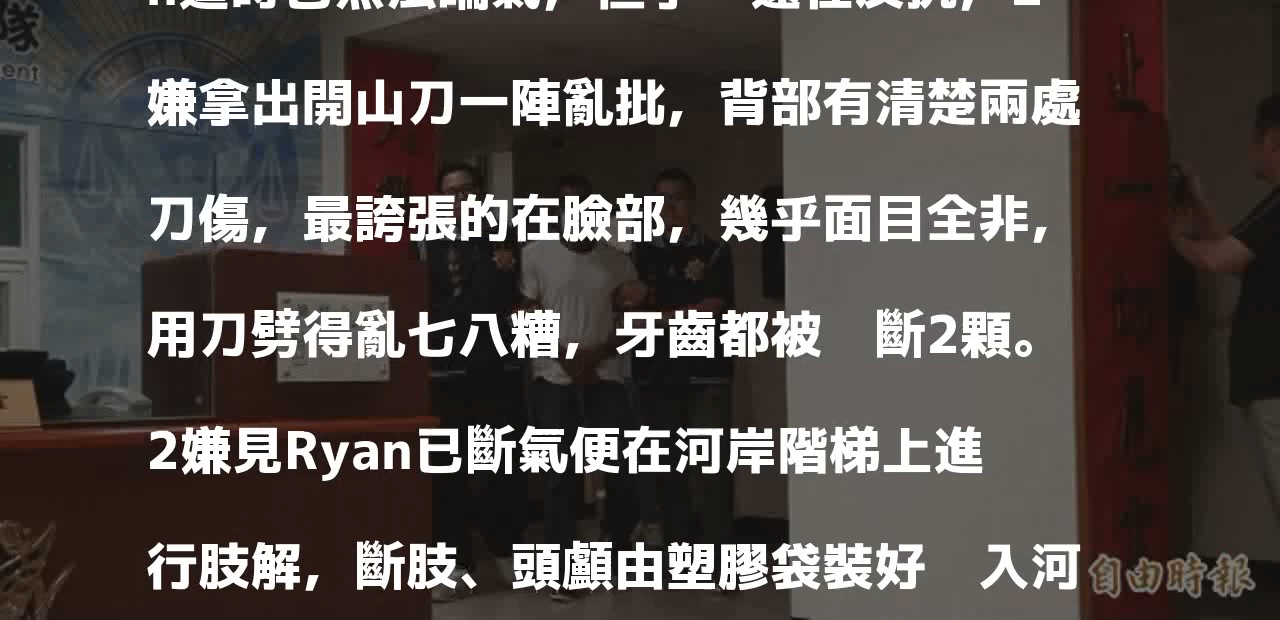 隊
ent
嫌拿出開山刀一陣亂批，背部有清楚兩處
刀傷，最誇張的在臉部，幾乎面目全非，
用刀劈得亂七八糟，牙齒都被　斷2顆。
2嫌見Ryan已斷氣便在河岸階梯上進
行肢解，斷肢、頭顱由塑膠袋裝好　入河
自由時報